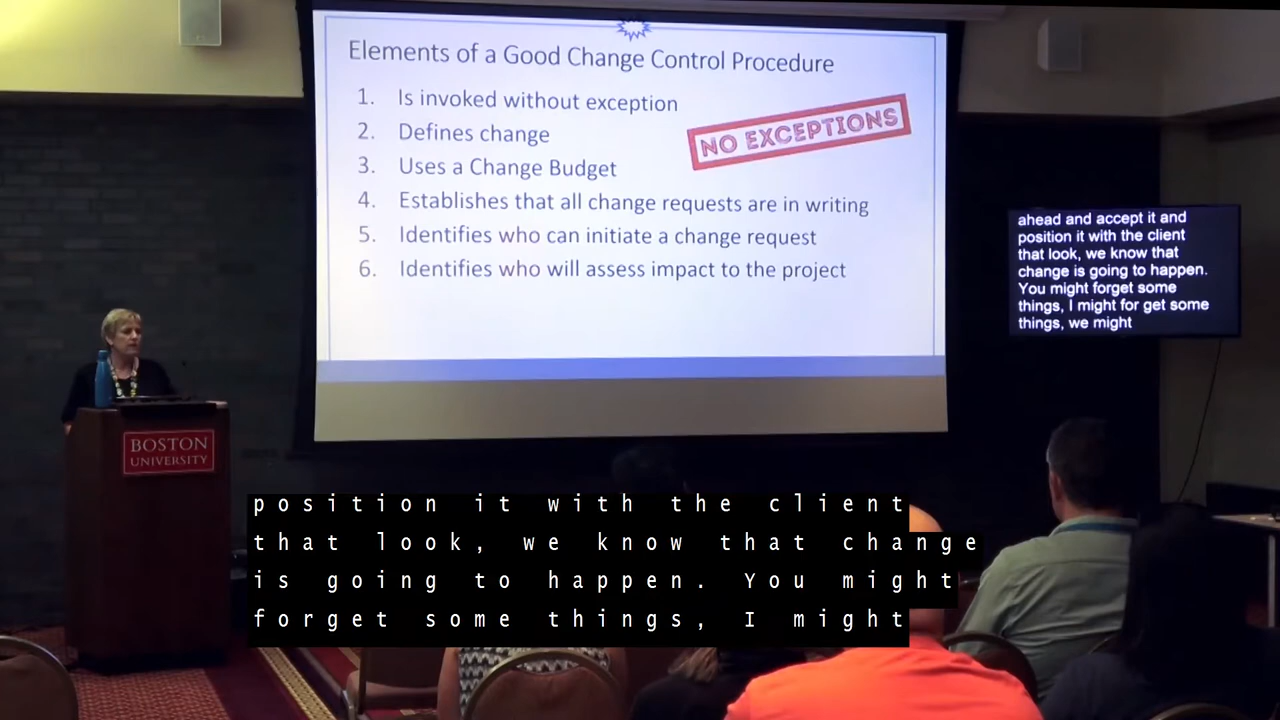 Elements of a Good Change Control Procedure
1. Is invoked without exception
2. Defines change
3. Uses a Change Budget
4. Establishes that all change requests are in writing
5. Identifies who can initiate a change request
6. Identifies who will assess impact to the project
NO EXCEPTIONS
ahead and accept it and
position it with the client
that look, we know that
change is going to happen.
You might forget some
things, I might for get some
things, we might
BOSTON
UNIVERSITY
position it with the client
that look, we know that change
is going to happen. You might
forget some things, I might